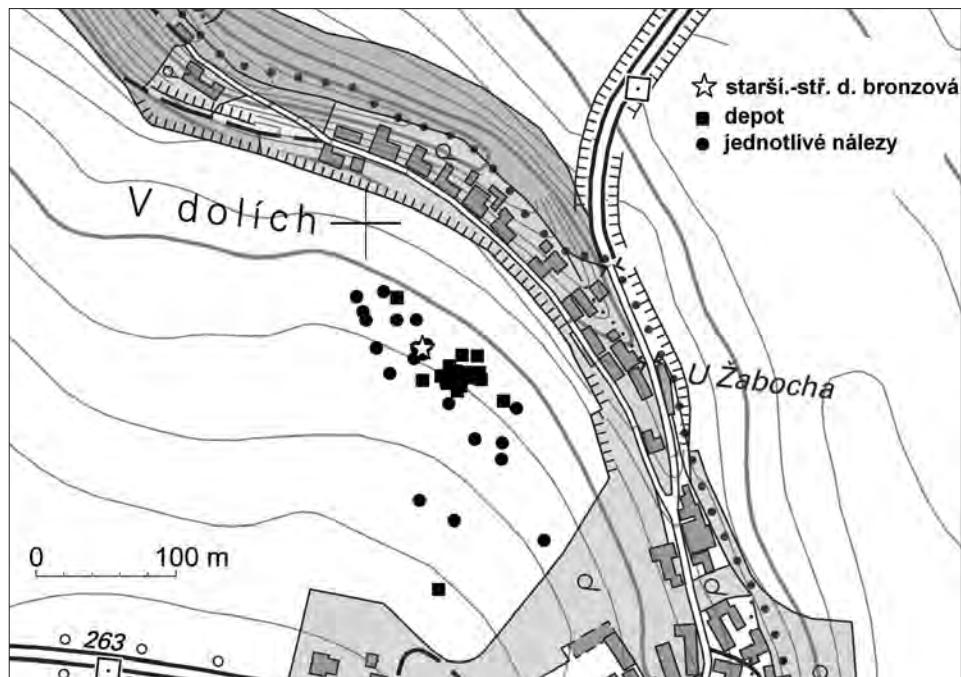 starší.-stř. d. bronzová
depot
jednotlivé nálezy
V dolích
U Žabocha
0 100 m
263